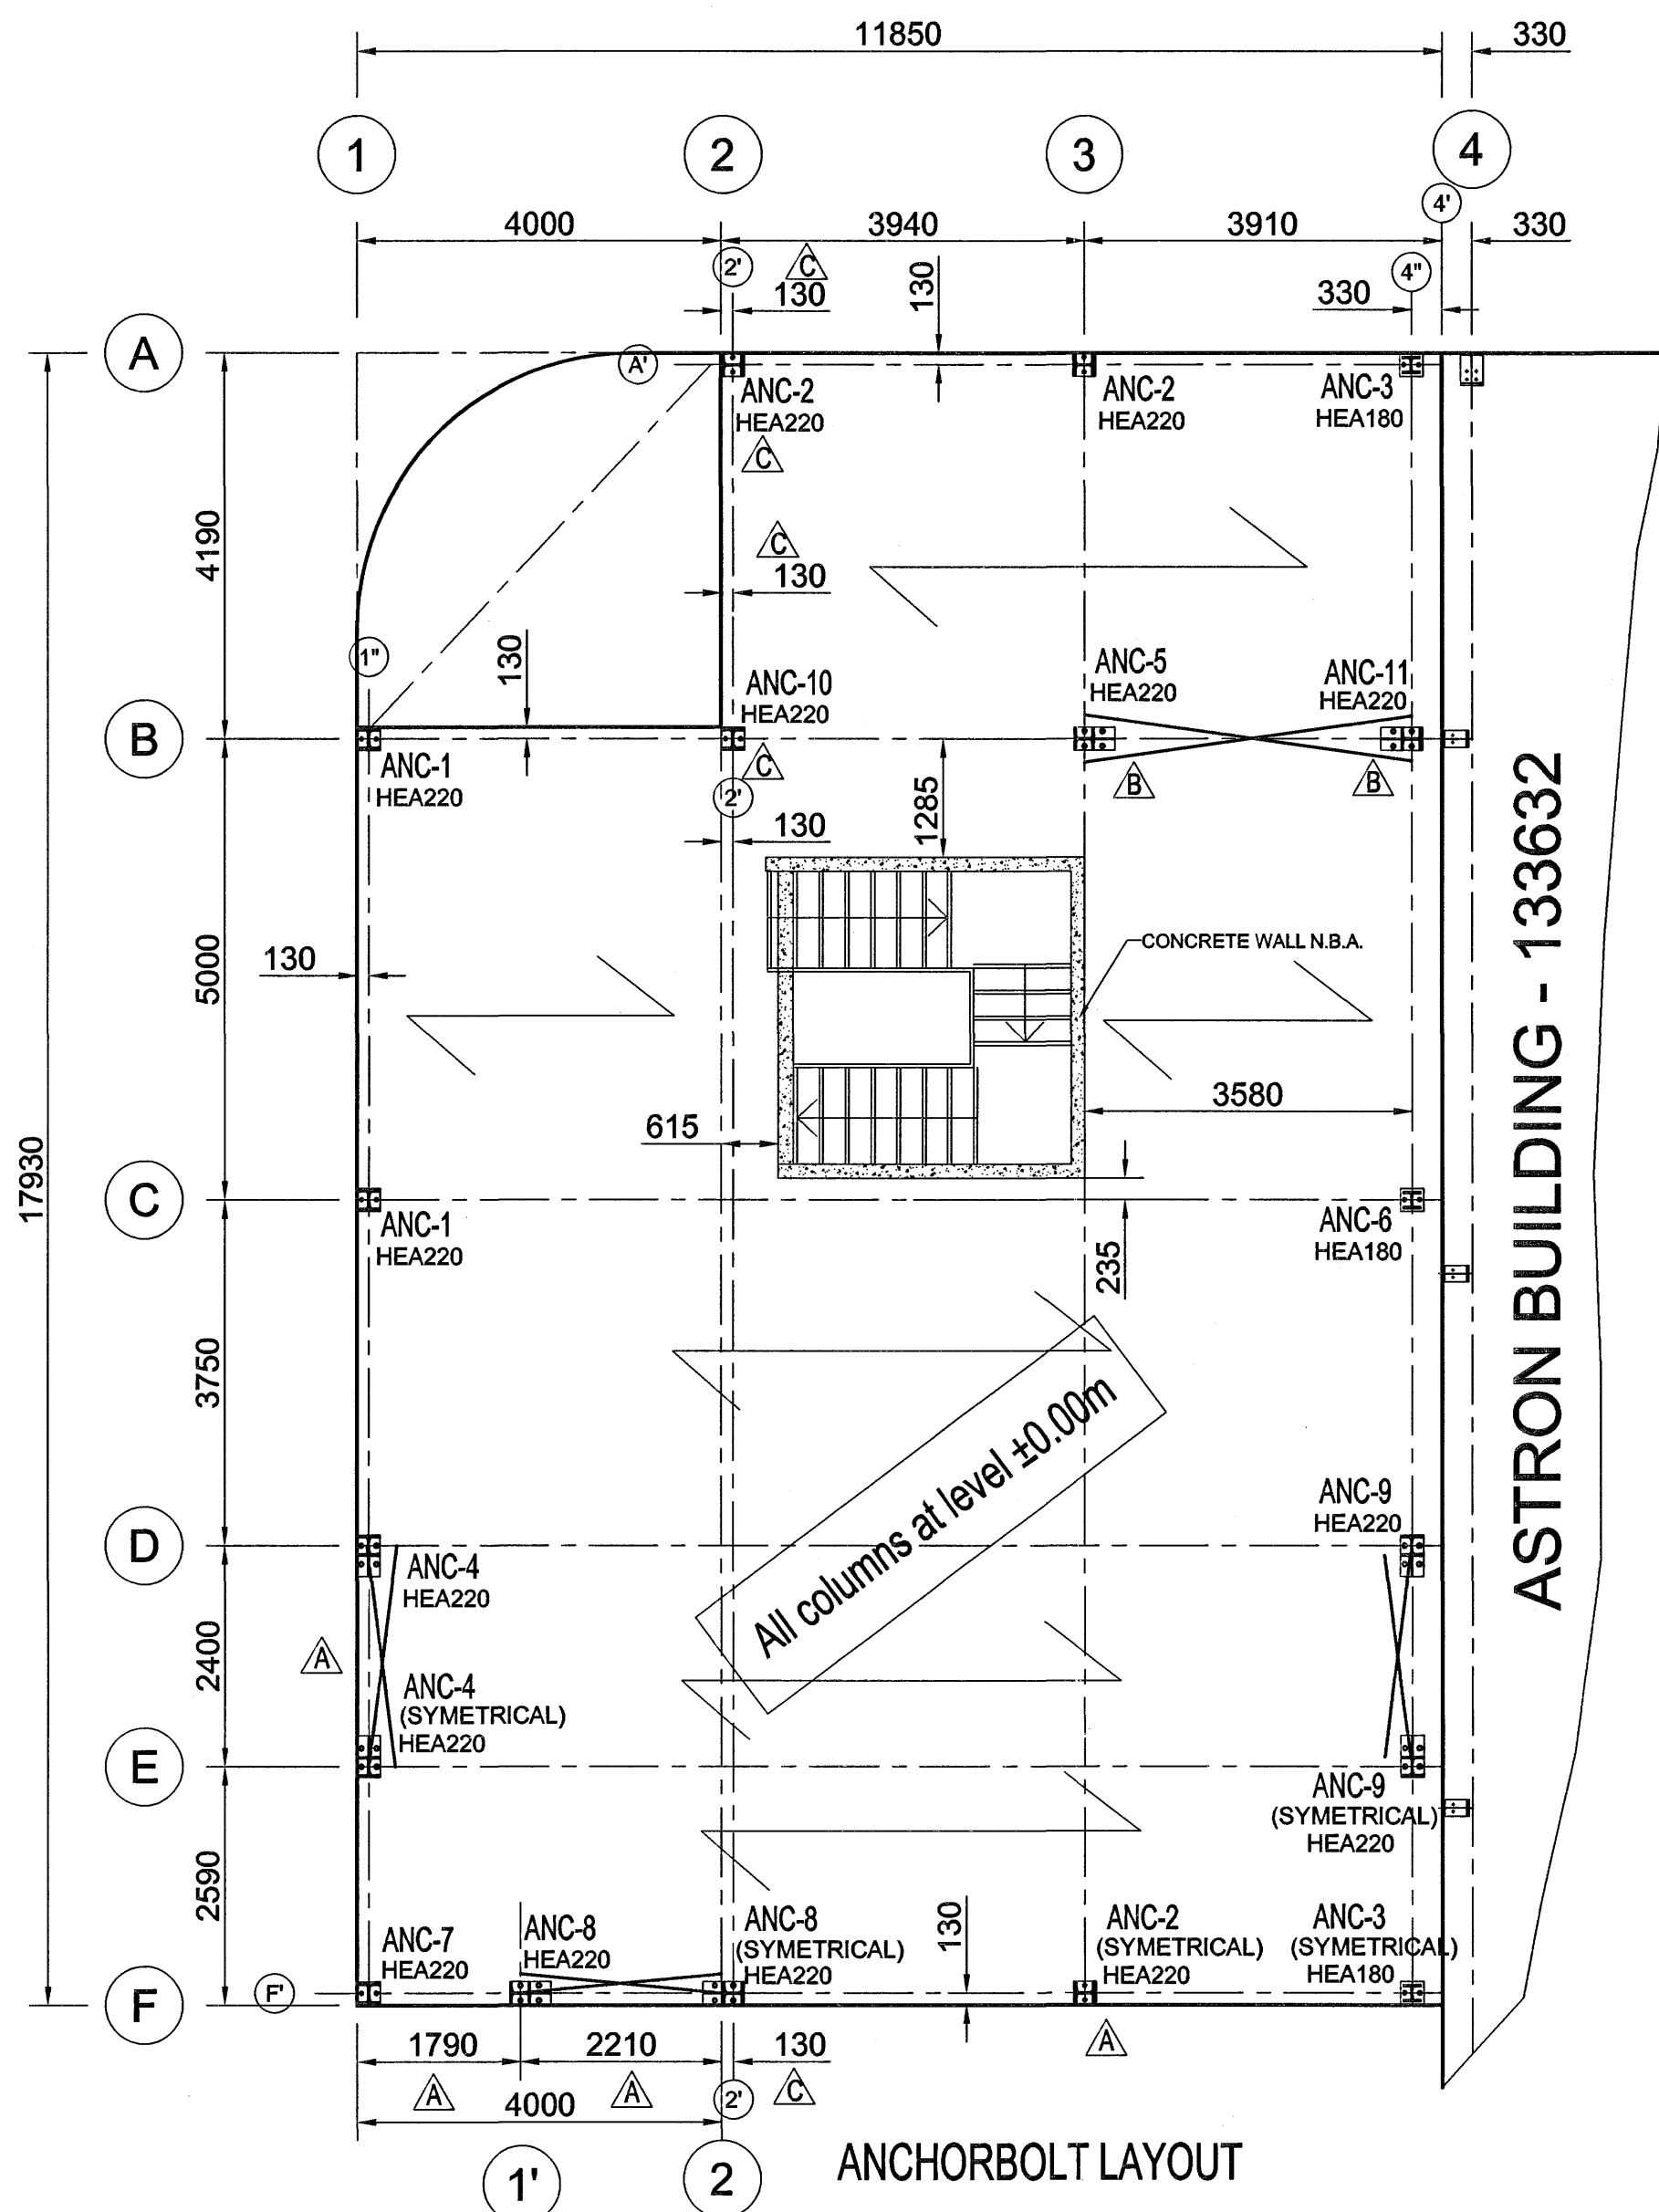 11850
330
1
2
3
4
4'
4000
3940
3910
330
2'
C
4"
130
130
330
A
A'
ANC-2
HEA220
ANC-2
HEA220
ANC-3
HEA180
C
4190
C
130
1"
130
ANC-10
HEA220
ANC-5
HEA220
ANC-11
HEA220
B
ANC-1
HEA220
C
B
B
2'
130
1285
5000
130
CONCRETE WALL N.B.A.
3580
615
17930
C
ANC-1
HEA220
ANC-6
HEA180
235
3750
All columns at level ±0.00m
ASTRON BUILDING - 13632
D
ANC-4
HEA220
ANC-9
HEA220
2400
A
ANC-4
(SYMETRICAL)
HEA220
E
ANC-9
(SYMETRICAL)
HEA220
2590
ANC-7
HEA220
ANC-8
HEA220
ANC-8
(SYMETRICAL)
HEA220
130
ANC-2
(SYMETRICAL)
HEA220
ANC-3
(SYMETRICAL)
HEA180
F
F'
1790
2210
130
A
A
A
2'
C
4000
1'
2
ANCHORBOLT LAYOUT